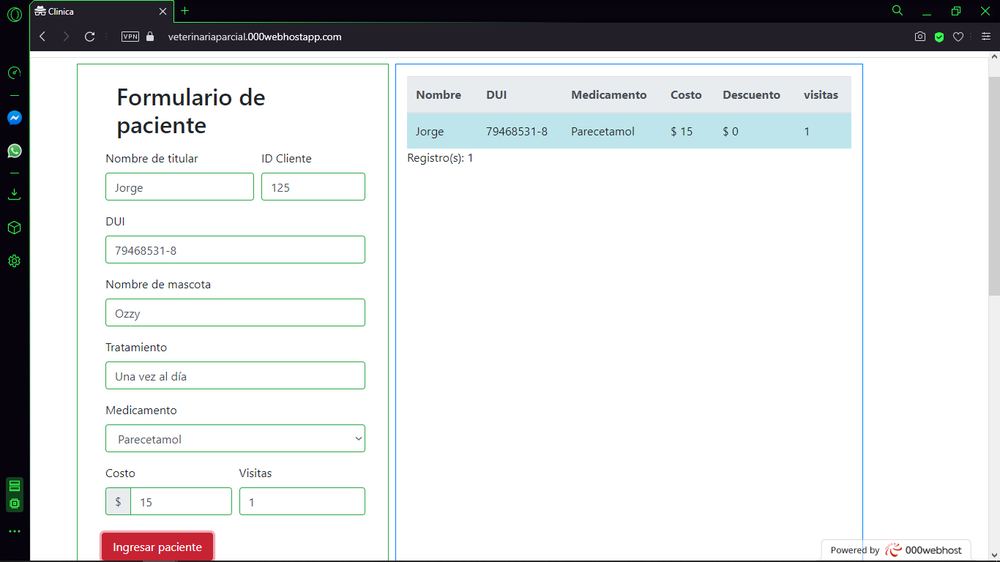 Clinica
VPN
veterinariaparcial.000webhostapp.com
Formulario de
paciente
Nombre de titular
ID Cliente
Jorge
125
DUI
79468531-8
Nombre de mascota
Ozzy
Tratamiento
Una vez al día
Medicamento
Parecetamol
Costo
Visitas
$ 15
1
Ingresar paciente
Nombre DUI Medicamento Costo Descuento visitas
Jorge 79468531-8 Parecetamol $ 15 $ 0 1
Registro(s): 1
Powered by 000webhost